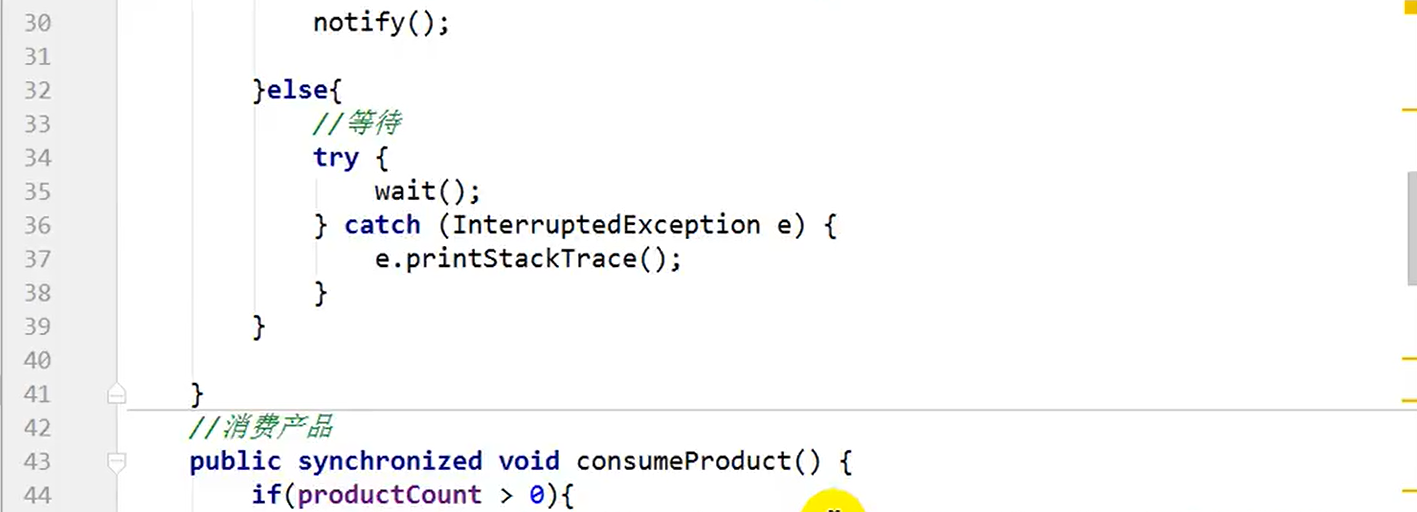 30 notify();
31
32 }else{
33 //等待
34 try {
35 wait();
36 } catch (InterruptedException e) {
37 e.printStackTrace();
38 }
39 }
40
41 }
42 //消费产品
43 public synchronized void consumeProduct() {
44 if(productCount > 0){